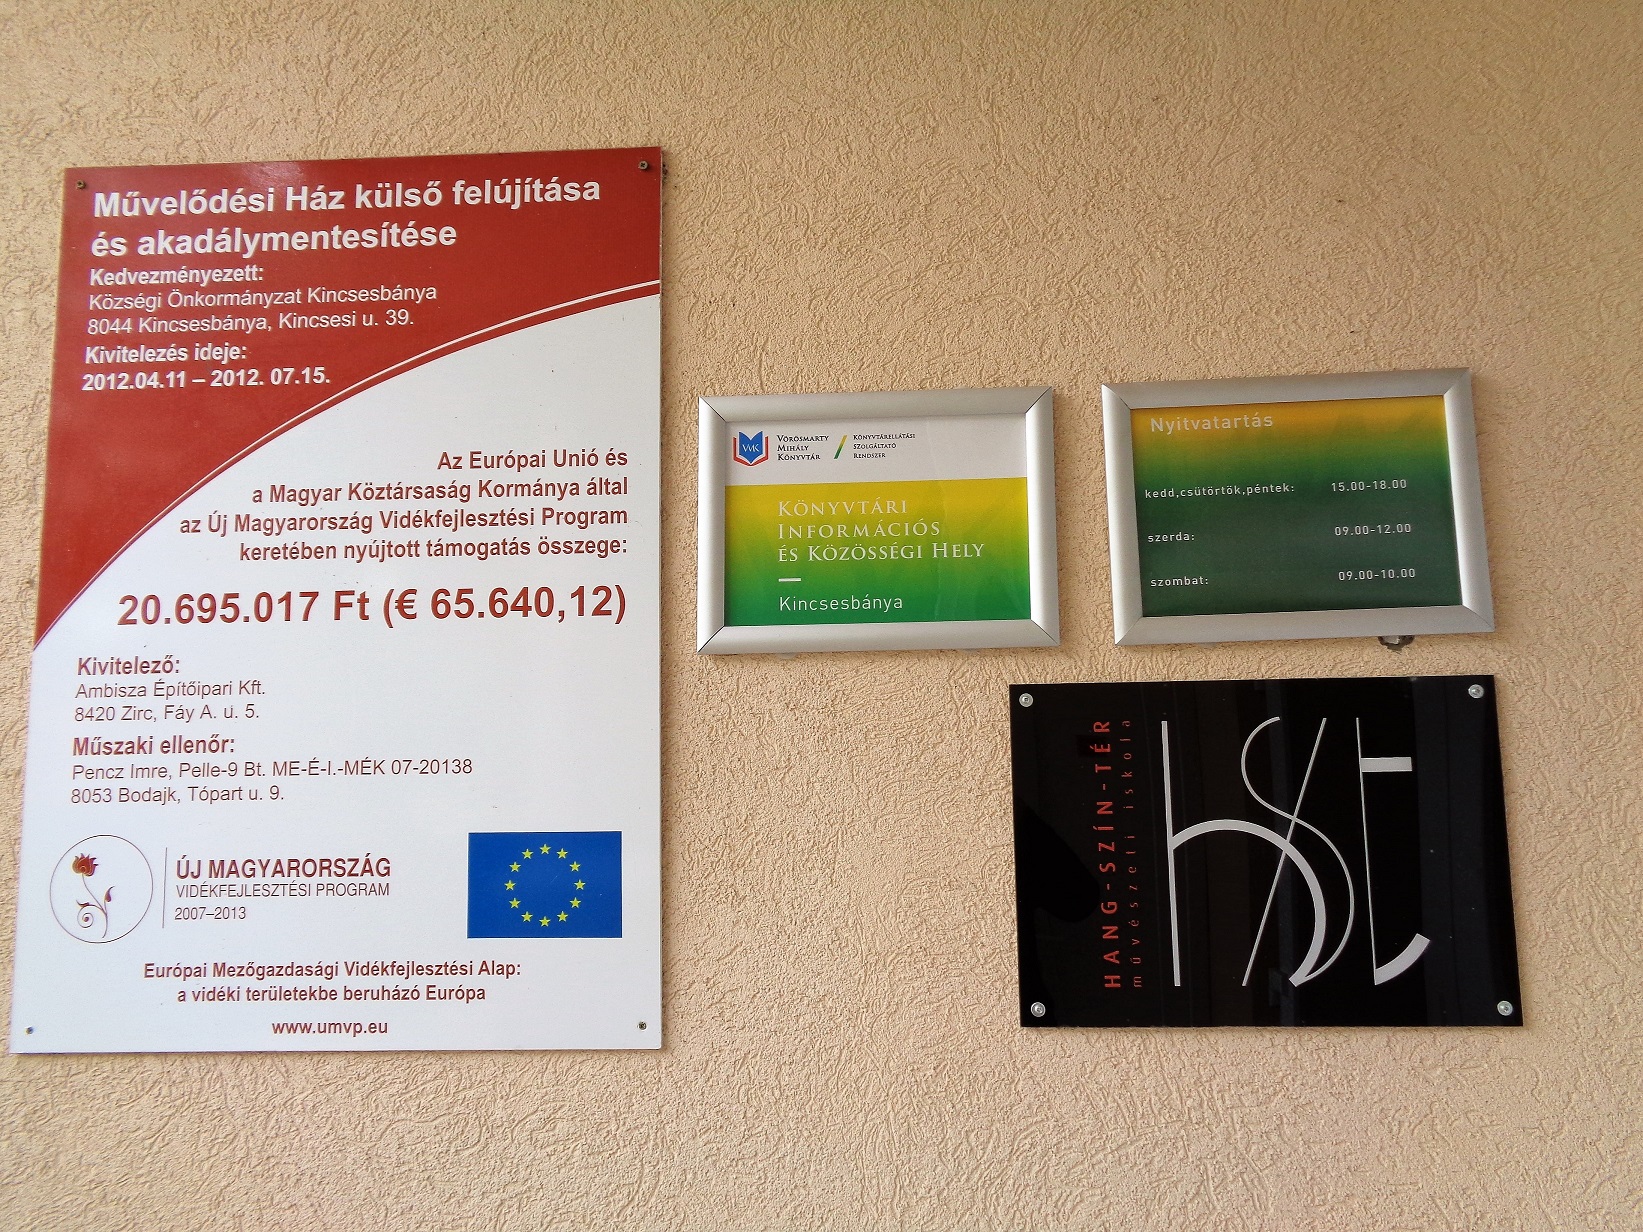 Művelődési Ház külső felújítása
és akadálymentesítése
Kedvezményezett:
Községi Önkormányzat Kincsesbánya
8044 Kincsesbánya, Kincsesi u. 39.
Kivitelezés ideje:
2012.04.11 – 2012. 07.15.
Az Európai Unió és
a Magyar Köztársaság Kormánya által
az Új Magyarország Vidékfejlesztési Program
keretében nyújtott támogatás összege:
20.695.017 Ft (€ 65.640,12)
Kivitelező:
Ambisza Építőipari Kft.
8420 Zirc, Fáy A. u. 5.
Műszaki ellenőr:
Pencz Imre, Pelle-9 Bt. ME-É-I.-MÉK 07-20138
8053 Bodajk, Tópart u. 9.
ÚJ MAGYARORSZÁG
VIDÉKFEJLESZTÉSI PROGRAM
2007–2013
Európai Mezőgazdasági Vidékfejlesztési Alap:
a vidéki területekbe beruházó Európa
www.umvp.eu
VMK
Vörösmarty
Mihály
Könyvtár
Könyvtárellátási
Szolgáltató
Rendszer
Könyvtári
Információs
és Közösségi Hely
Kincsesbánya
Nyitvatartás
kedd,csütörtök,péntek: 15.00-18.00
szerda: 09.00-12.00
szombat: 09.00-10.00
HANG-SZÍN-TÉR
művészeti iskola
hst